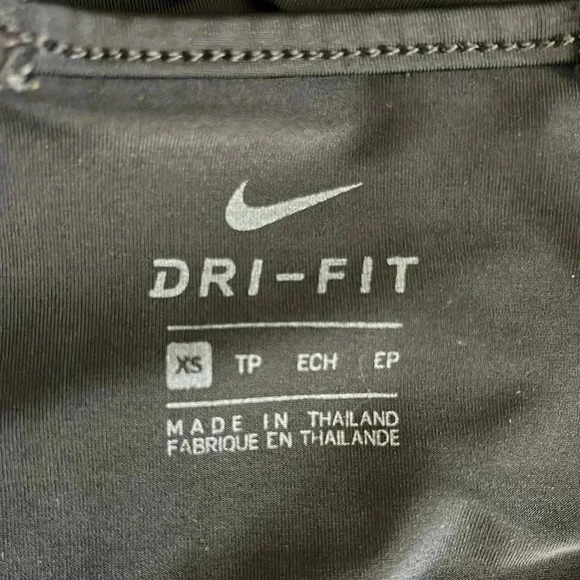 DRI-FIT
XS TP ECH EP
MADE IN THAILAND
FABRIQUE EN THAILANDE